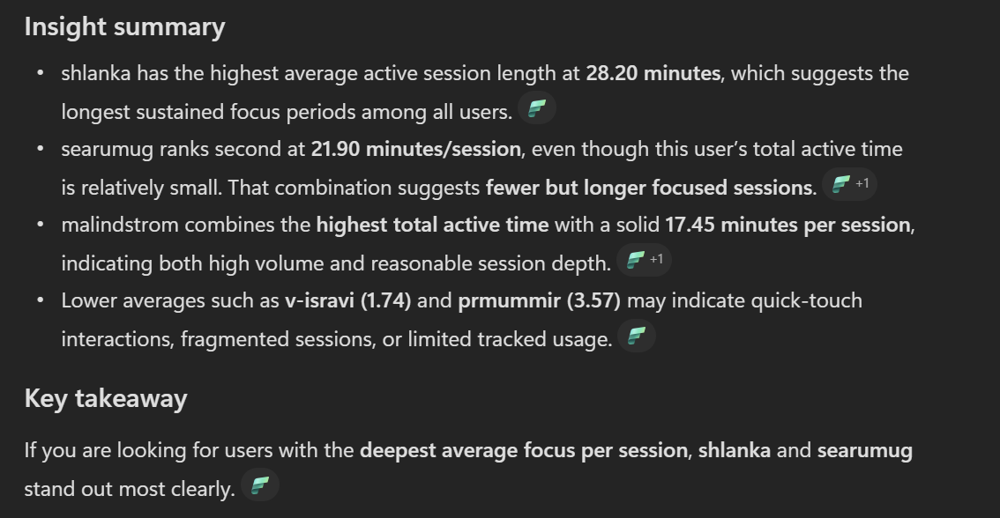 Insight summary
• shlanka has the highest average active session length at 28.20 minutes, which suggests the
longest sustained focus periods among all users.
• searumug ranks second at 21.90 minutes/session, even though this user’s total active time
is relatively small. That combination suggests fewer but longer focused sessions. +1
• malindstrom combines the highest total active time with a solid 17.45 minutes per session,
indicating both high volume and reasonable session depth. +1
• Lower averages such as v-isravi (1.74) and prmummir (3.57) may indicate quick-touch
interactions, fragmented sessions, or limited tracked usage.
Key takeaway
If you are looking for users with the deepest average focus per session, shlanka and searumug
stand out most clearly.